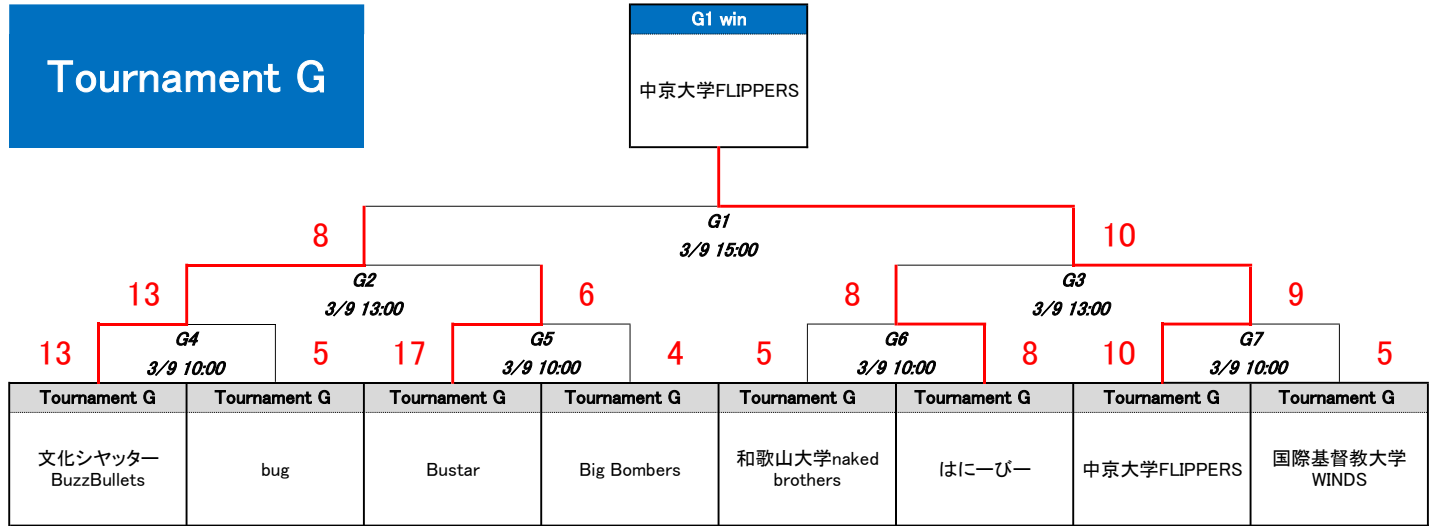 G1 win
Tournament G
中京大学FLIPPERS
G1
8
10
3/9 15:00
G2
G3
13
6
8
9
3/9 13:00
3/9 13:00
G4
G5
G6
G7
13
5
17
4
5
8
10
5
3/9 10:00
3/9 10:00
3/9 10:00
3/9 10:00
Tournament G
Tournament G
Tournament G
Tournament G
Tournament G
Tournament G
Tournament G
Tournament G
文化シヤッター
BuzzBullets
bug
Bustar
Big Bombers
和歌山大学naked
brothers
はにーびー
中京大学FLIPPERS
国際基督教大学
WINDS